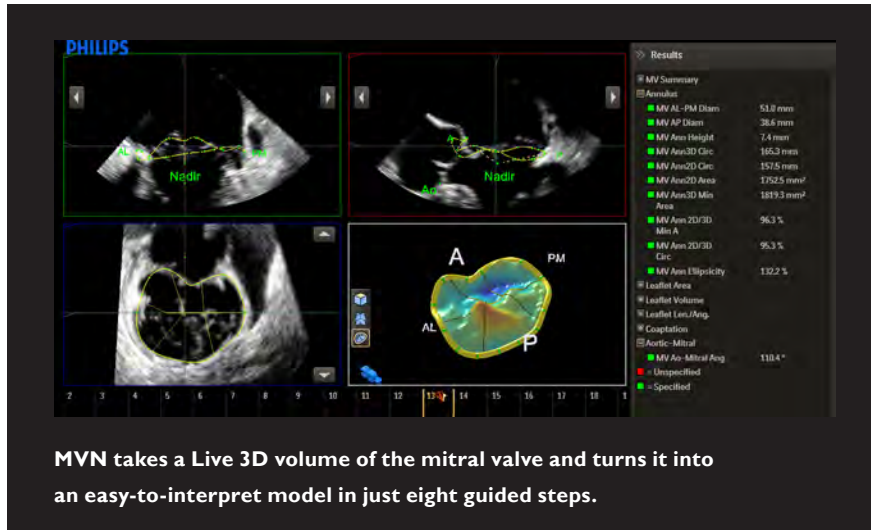 PHILIPS
AL
Nadir
A
Nadir
Ao
A
PM
AL
P
2 3 4 5 6 7 8 9 10 11 12 13 14 15 16 17 18 1
Results
MV Summary
Annulus
MV AL-PM Diam 51.0 mm
MV AP Diam 38.6 mm
MV Ann Height 7.4 mm
MV Ann3D Circ 165.3 mm
MV Ann2D Circ 157.5 mm
MV Ann2D Area 1752.5 mm²
MV Ann3D Min 1819.3 mm²
Area
MV Ann 2D/3D 96.3 %
Min A
MV Ann 2D/3D 95.3 %
Circ
MV Ann Ellipsicity 132.2 %
Leaflet Area
Leaflet Volume
Leaflet Len./Ang.
Coaptation
Aortic-Mitral
MV Ao-Mitral Ang 110.4 °
= Unspecified
= Specified
MVN takes a Live 3D volume of the mitral valve and turns it into
an easy-to-interpret model in just eight guided steps.